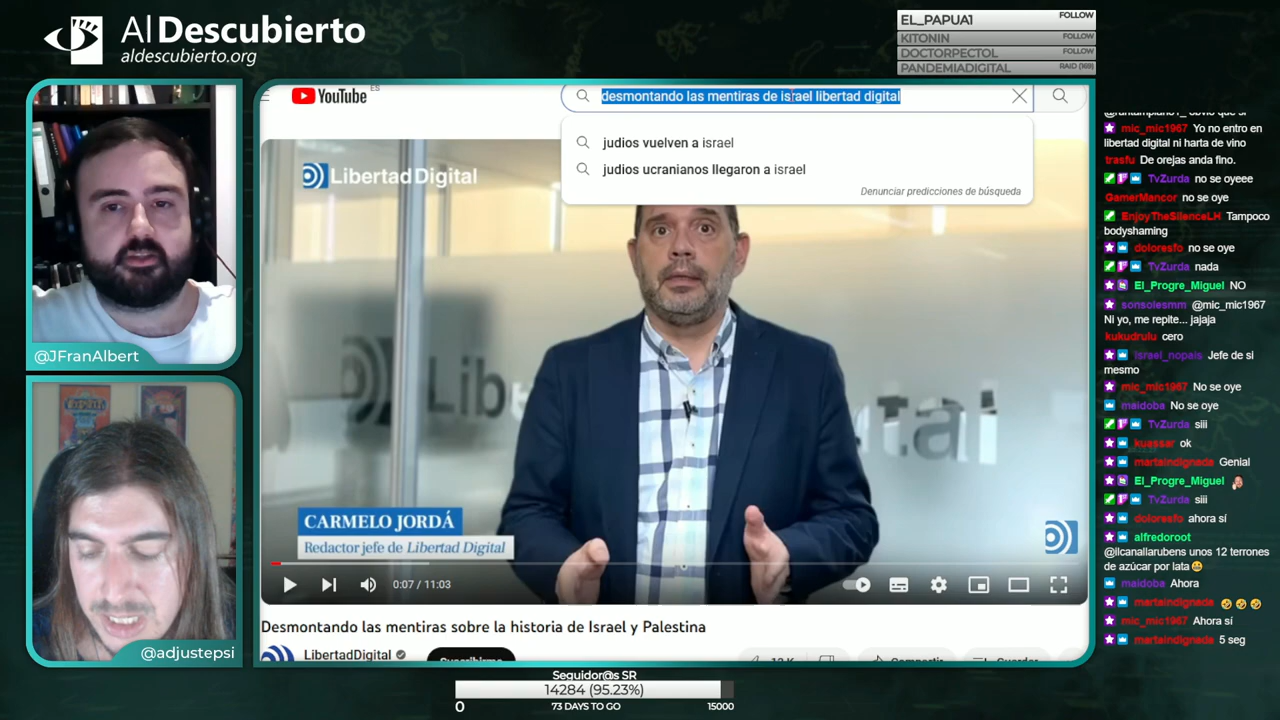 Al Descubierto
aldescubierto.org
EL_PAPUA1 FOLLOW
KITONIN FOLLOW
DOCTORPECTOL FOLLOW
PANDEMIADIGITAL RAID (169)
YouTube ES
desmontando las mentiras de israel libertad digital
judios vuelven a israel
judios ucranianos llegaron a israel
Denunciar predicciones de búsqueda
Libertad Digital
CARMELO JORDÁ
Redactor jefe de Libertad Digital
0:07 / 11:03
Desmontando las mentiras sobre la historia de Israel y Palestina
LibertadDigital
@JFranAlbert
@adjustepsi
mic_mic1967 Yo no entro en
libertad digital ni harta de vino
trasfu De orejas anda fino.
TvZurda no se oyeee
GamerMancor no se oye
EnjoyTheSilenceLH Tampoco
bodyshaming
doloresfo no se oye
TvZurda nada
El_Progre_Miguel NO
sonsolesmm @mic_mic1967
Ni yo, me repite... jajaja
kukudrulu cero
israel_nopais Jefe de si
mesmo
mic_mic1967 No se oye
maidoba No se oye
TvZurda siii
kuassar ok
martaindignada Genial
El_Progre_Miguel
TvZurda siii
doloresfo ahora sí
alfredoroot
@ilcanallarubens unos 12 terrones
de azúcar por lata
maidoba Ahora
martaindignada
mic_mic1967 Ahora sí
martaindignada 5 seg
Seguidor@s SR
14284 (95.23%)
0 73 DAYS TO GO 15000